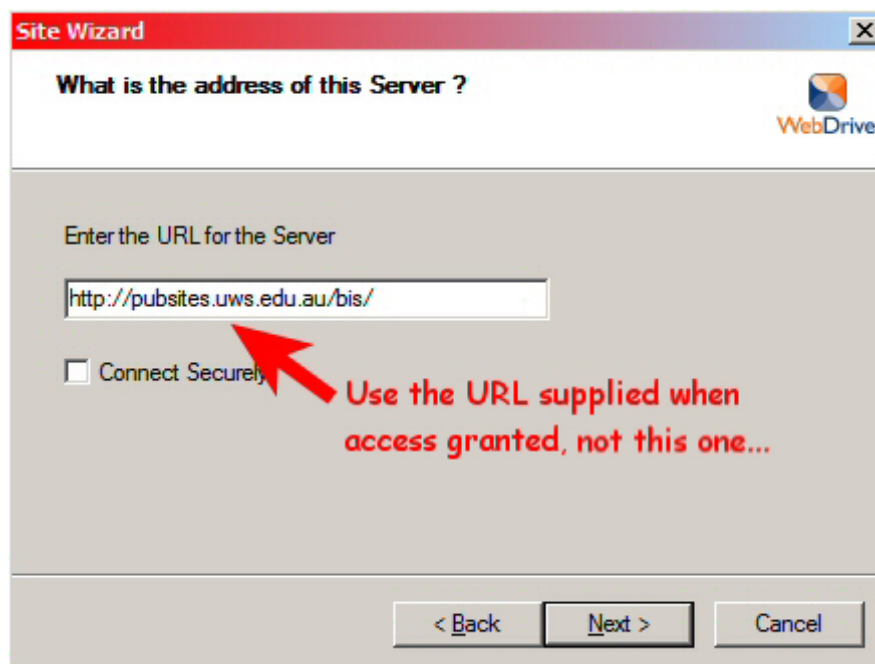 Site Wizard
What is the address of this Server ?
WebDrive
Enter the URL for the Server
http://pubsites.uws.edu.au/bis/
Connect Securely
Use the URL supplied when
access granted, not this one...
< Back
Next >
Cancel